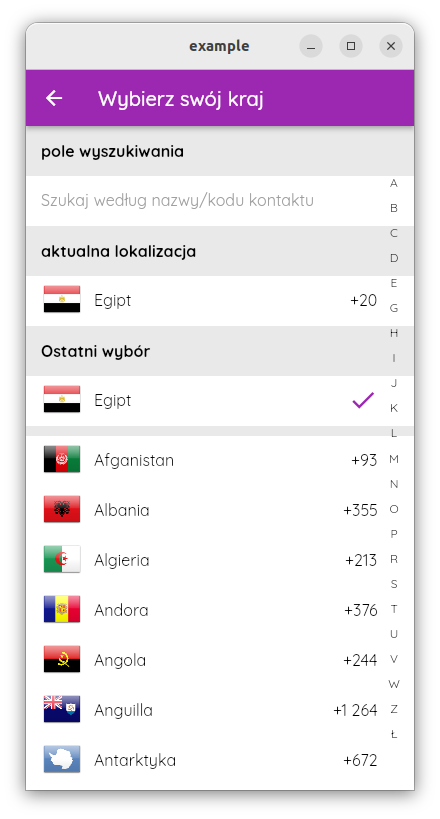 example
Wybierz swój kraj
pole wyszukiwania
Szukaj według nazwy/kodu kontaktu
aktualna lokalizacja
Egipt +20
Ostatni wybór
Egipt
Afganistan +93
Albania +355
Algieria +213
Andora +376
Angola +244
Anguilla +1 264
Antarktyka +672
A
B
C
D
E
G
H
I
J
K
L
M
N
O
P
R
S
T
U
V
W
Z
Ł